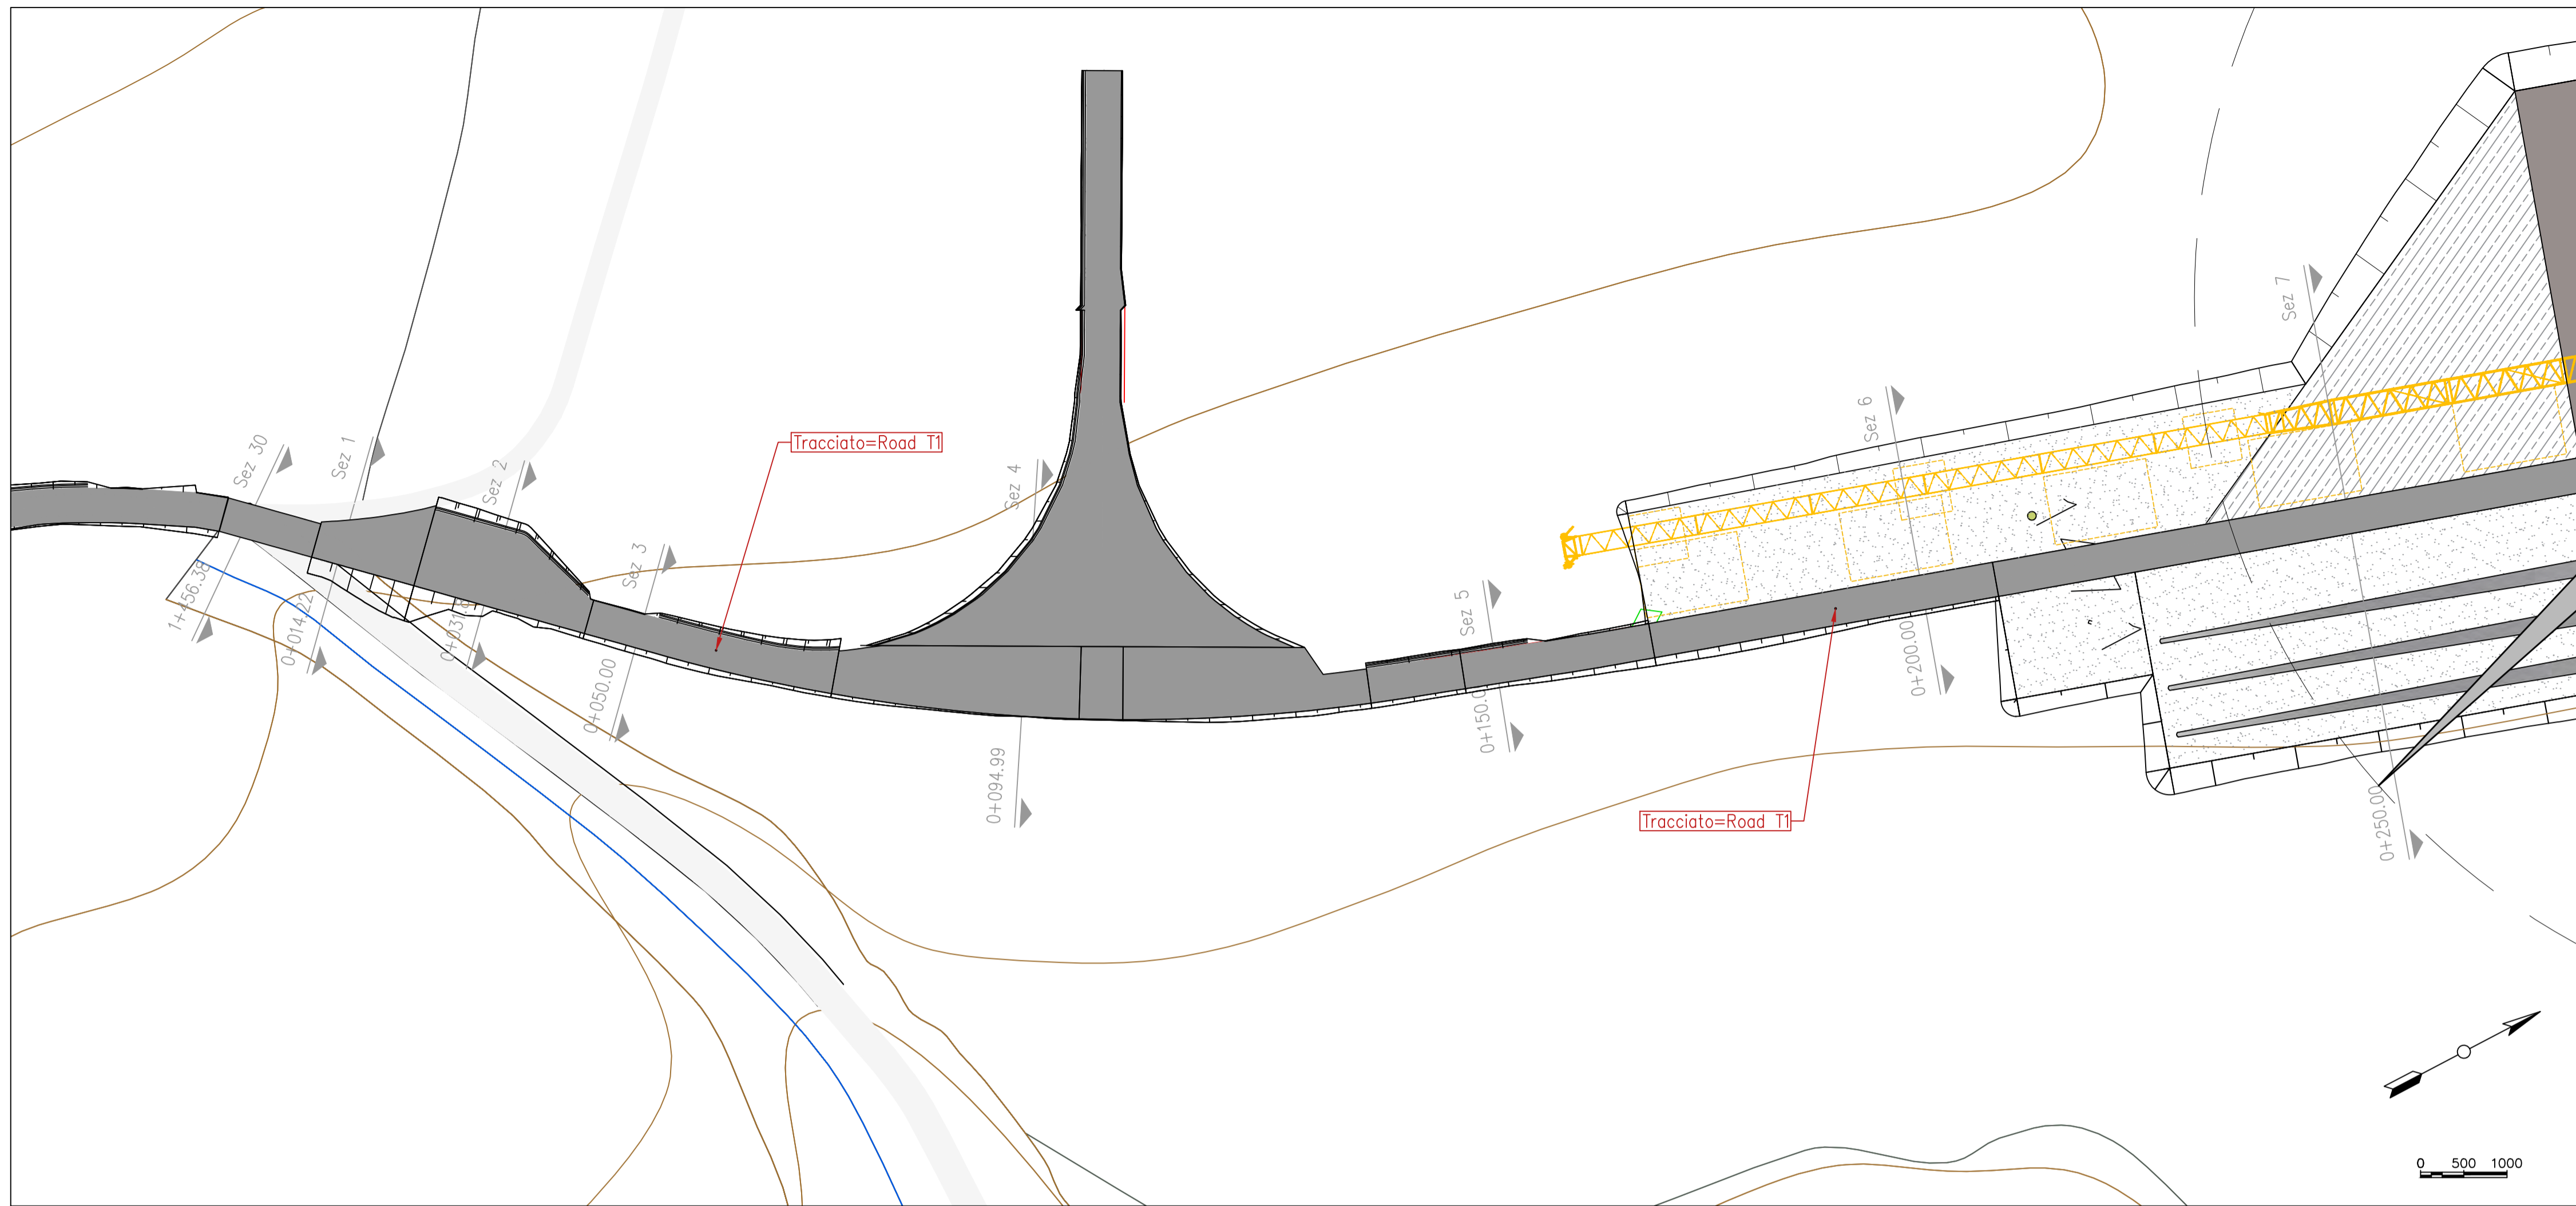 Sez 7
Sez 6
Sez 30
Sez 1
Sez 2
Tracciato=Road T1
Sez 4
Sez 3
Sez 5
1+456.38
0+014.22
0+050.00
0+200.00
0+094.99
Tracciato=Road T1
0+250.00
0 500 1000